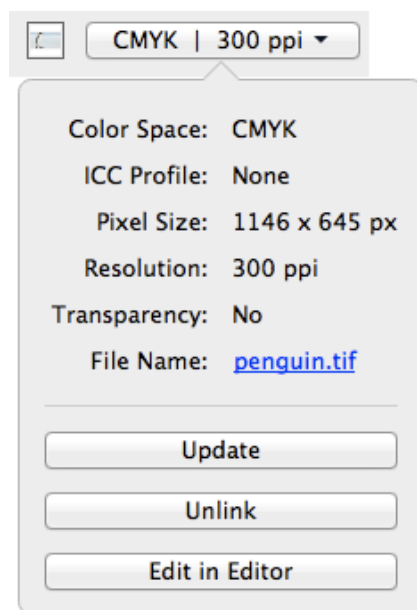 CMYK | 300 ppi
Color Space: CMYK
ICC Profile: None
Pixel Size: 1146 x 645 px
Resolution: 300 ppi
Transparency: No
File Name: penguin.tif
Update
Unlink
Edit in Editor